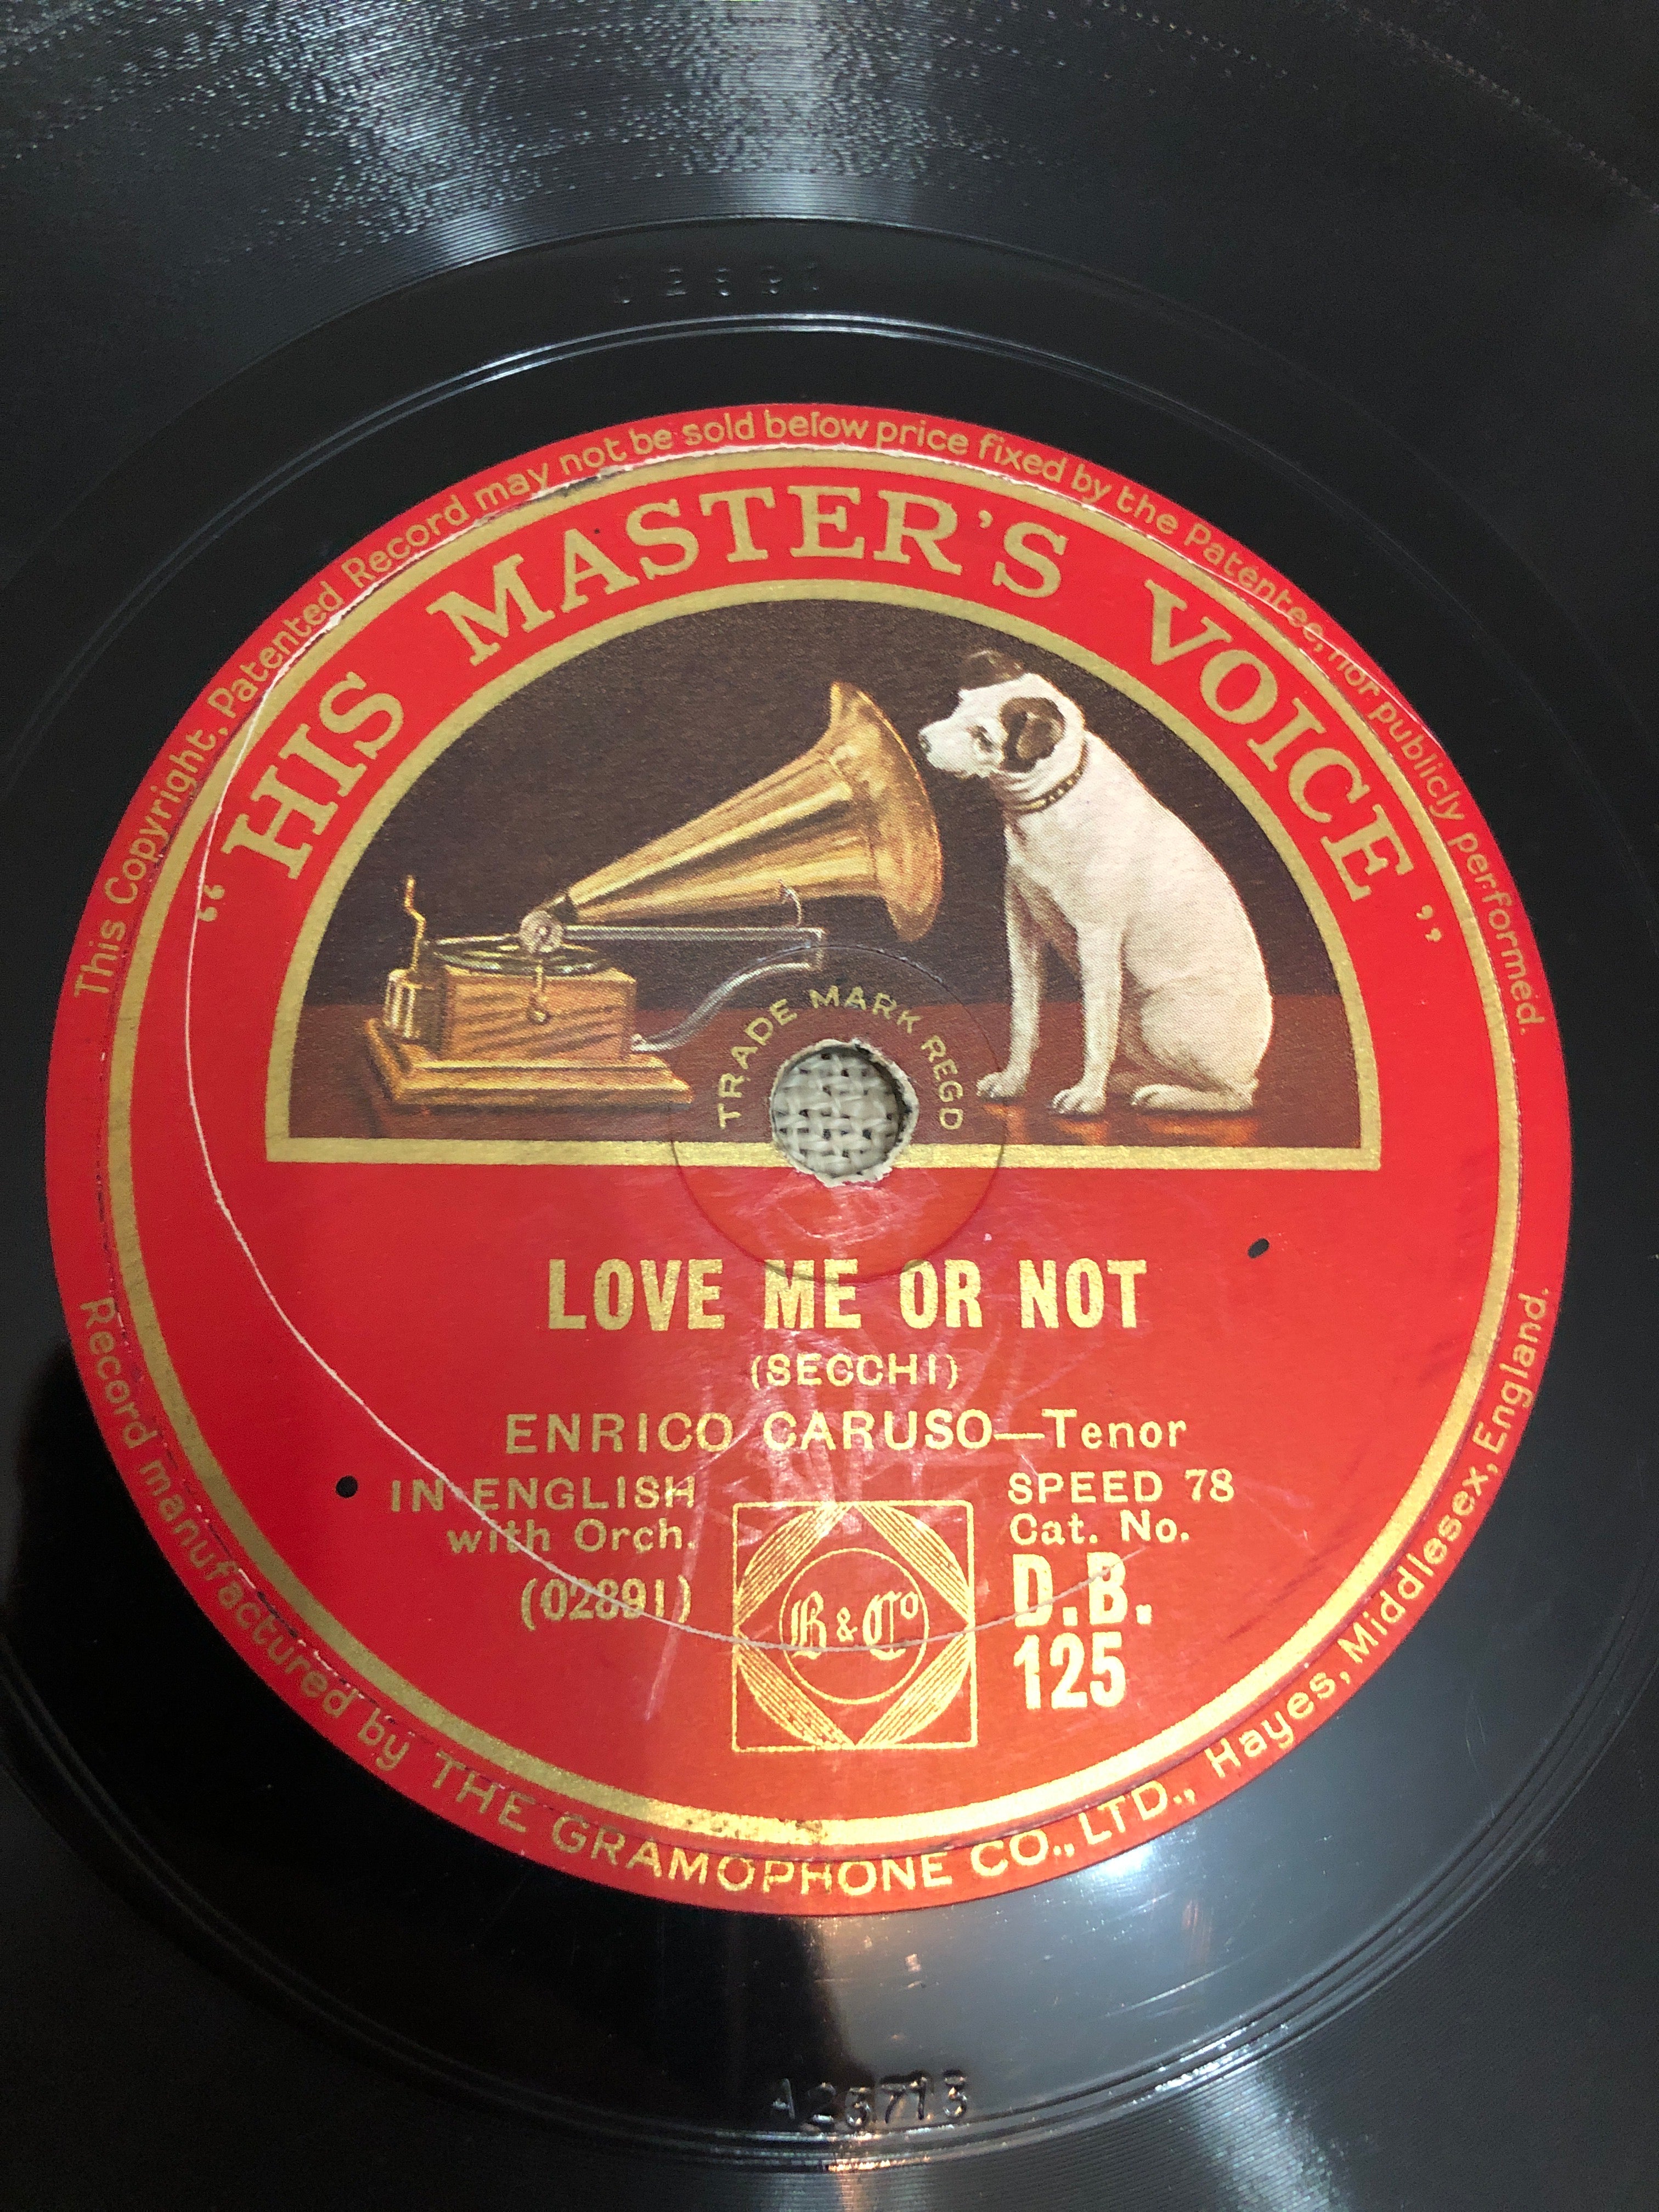 02891
This Copyright, Patented Record may not be sold below price fixed by the Patentee, nor publicly performed.
“HIS MASTER'S VOICE”
TRADE MARK REGD
LOVE ME OR NOT
(SECCHI)
ENRICO CARUSO—Tenor
IN ENGLISH
with Orch.
(02891)
B & Co
SPEED 78
Cat. No.
D.B.
125
Record manufactured by THE GRAMOPHONE CO., LTD., Hayes, Middlesex, England.